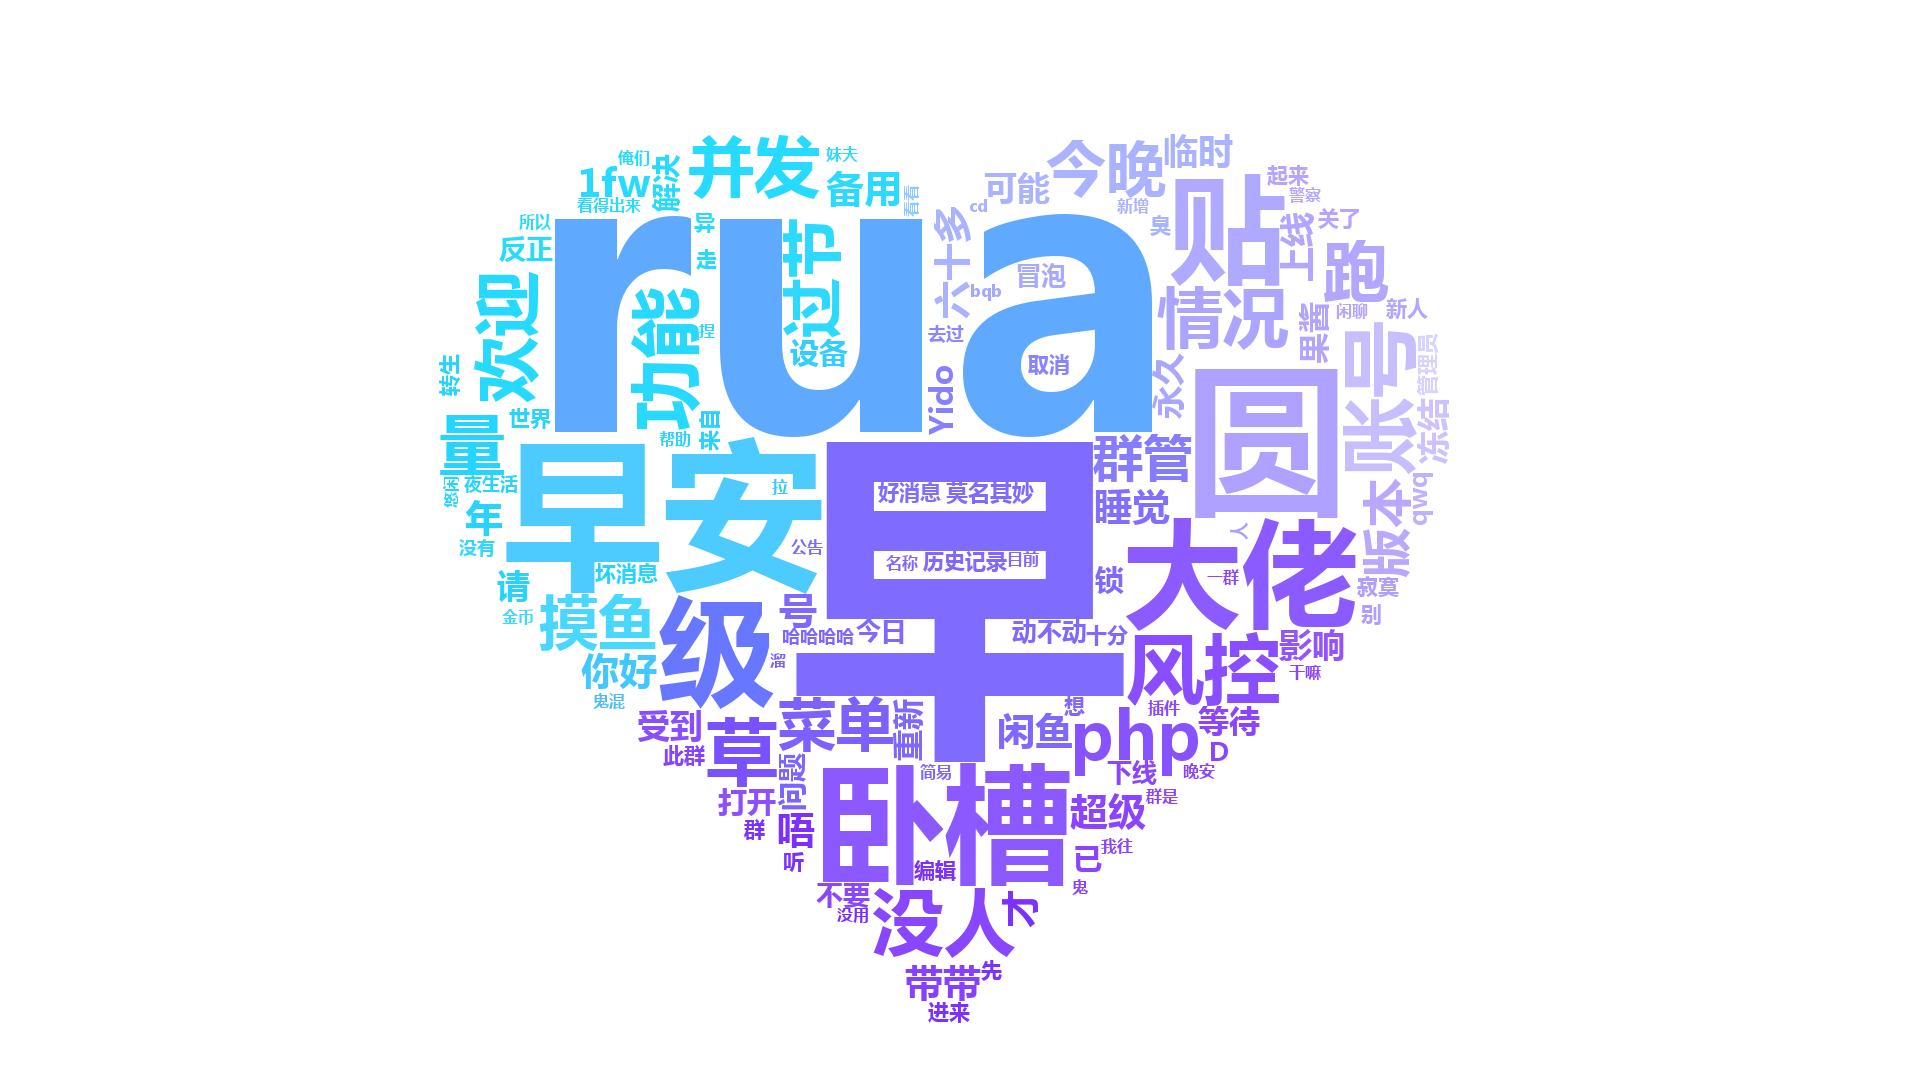 并发
妹夫
俺们
1fw
解决
备用
看看
看得出来
所以
反正
异
走
rua
欢迎
功能
过节
捏
设备
转生
世界
量
帮助
来自
今晚
临时
可能
起来
警察
cd
新增
臭
贴
上线
关了
六十多
冒泡
bqb
跑
情况
果酱
闲聊
新人
去过
取消
Yido
永久
圆
账号
管理员
冻结
早安
拉
悠闲
夜生活
年
没有
公告
请
坏消息
金币
摸鱼
你好
鬼混
级
号
哈哈哈哈
溜
今日
早
好消息
莫名其妙
名称
历史记录
目前
动不动
十分
群管
睡觉
锁
人
qwq
版本
大佬
一群
寂寞
别
风控
影响
干嘛
受到
此群
草
菜单
重新
闲鱼
想
插件
php
等待
D
下线
晚安
打开
问题
群
唔
听
卧槽
简易
编辑
超级
群是
已
我往
鬼
不要
没用
没人
才
带带
先
进来